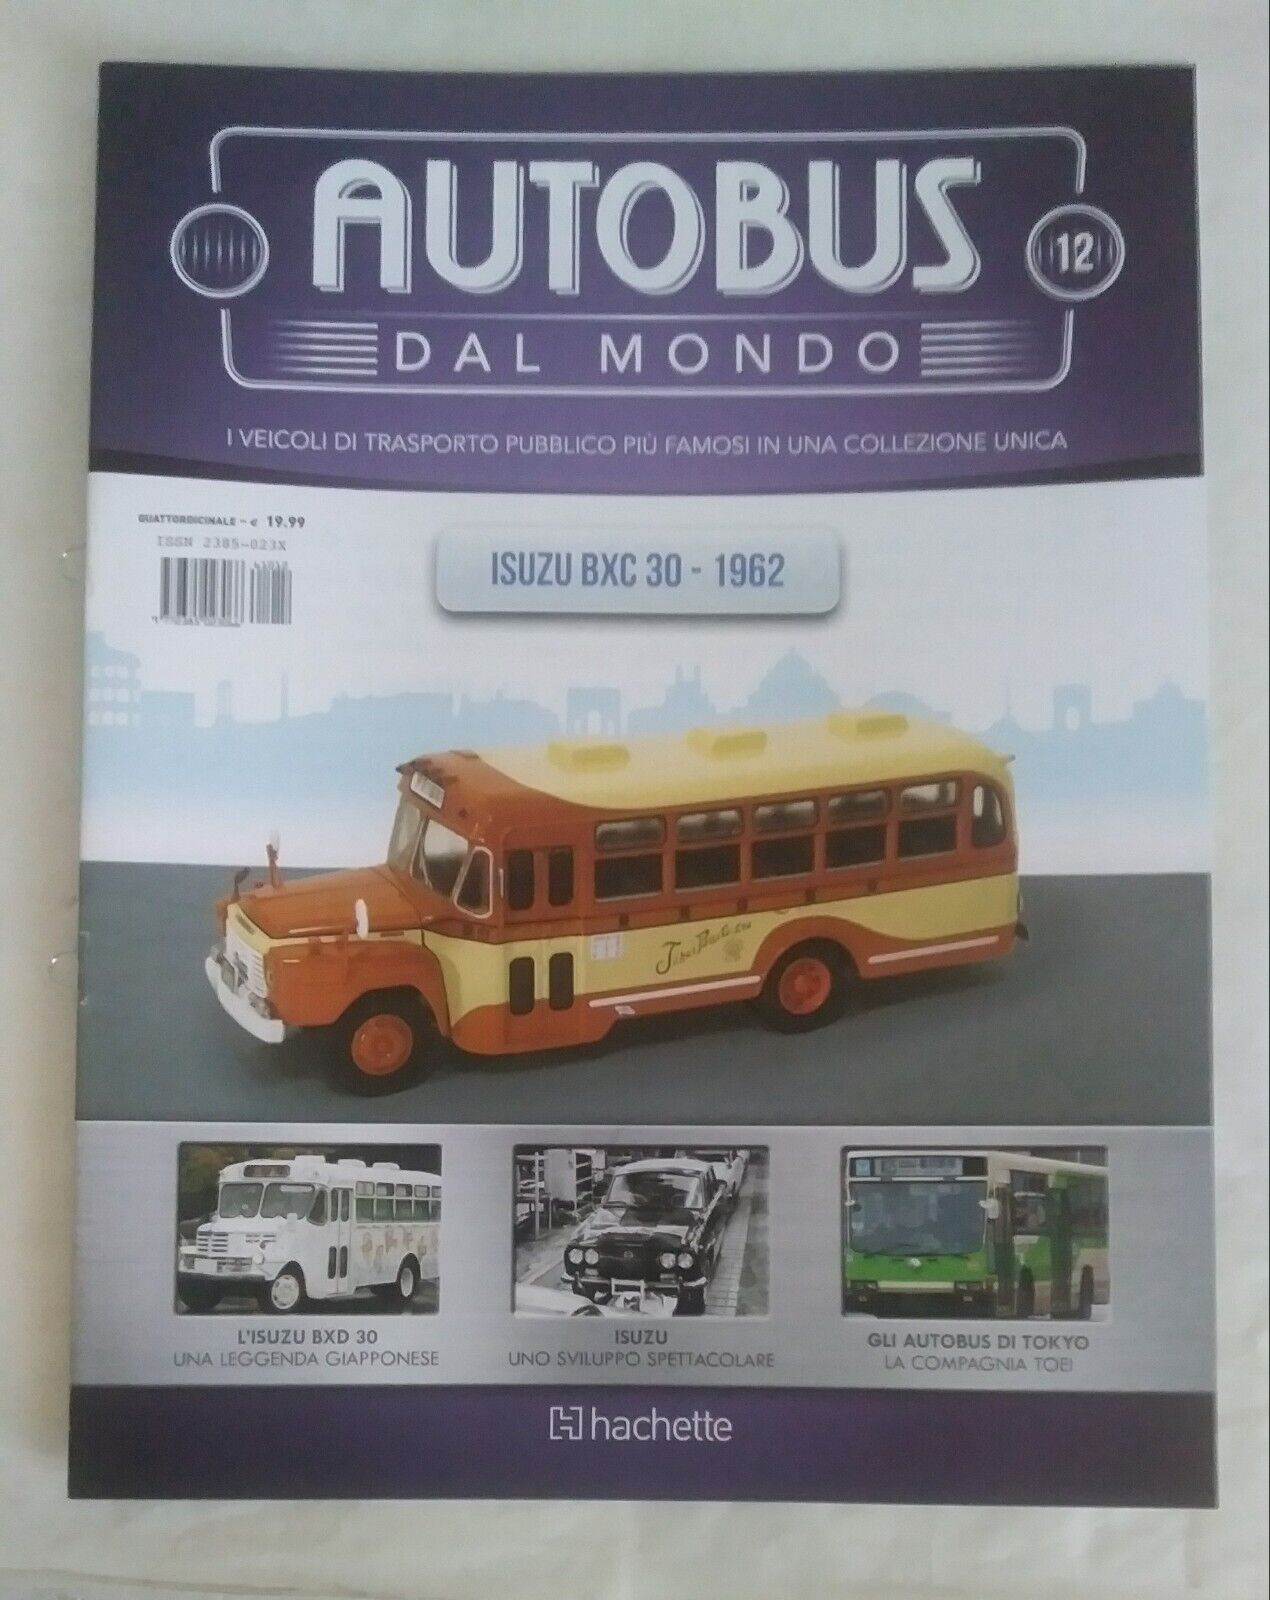 AUTOBUS
12
DAL MONDO
I VEICOLI DI TRASPORTO PUBBLICO PIÙ FAMOSI IN UNA COLLEZIONE UNICA
QUATTORDICINALE - € 19.99
ISSN 2385-023X
ISUZU BXC 30 - 1962
L'ISUZU BXD 30
UNA LEGGENDA GIAPPONESE
ISUZU
UNO SVILUPPO SPETTACOLARE
GLI AUTOBUS DI TOKYO
LA COMPAGNIA TOEI
hachette